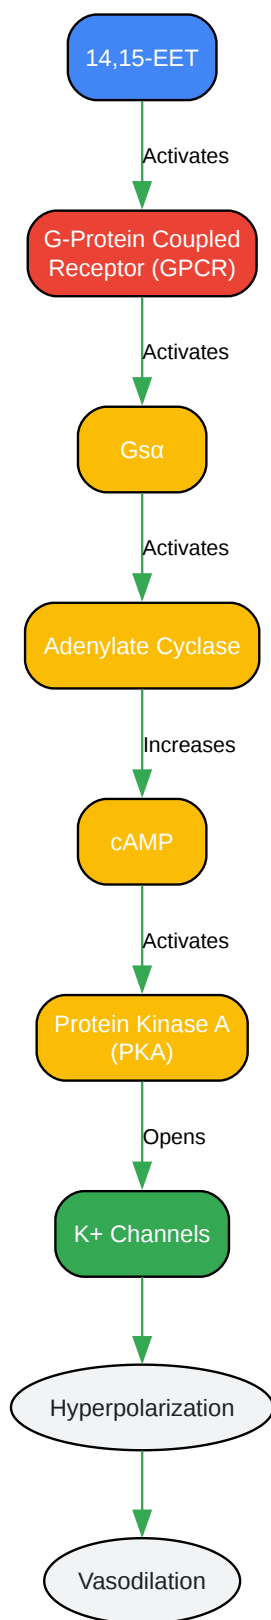 14,15-EET
Activates
G-Protein Coupled
Receptor (GPCR)
Activates
Gsα
Activates
Adenylate Cyclase
Increases
cAMP
Activates
Protein Kinase A
(PKA)
Opens
K+ Channels
Hyperpolarization
Vasodilation